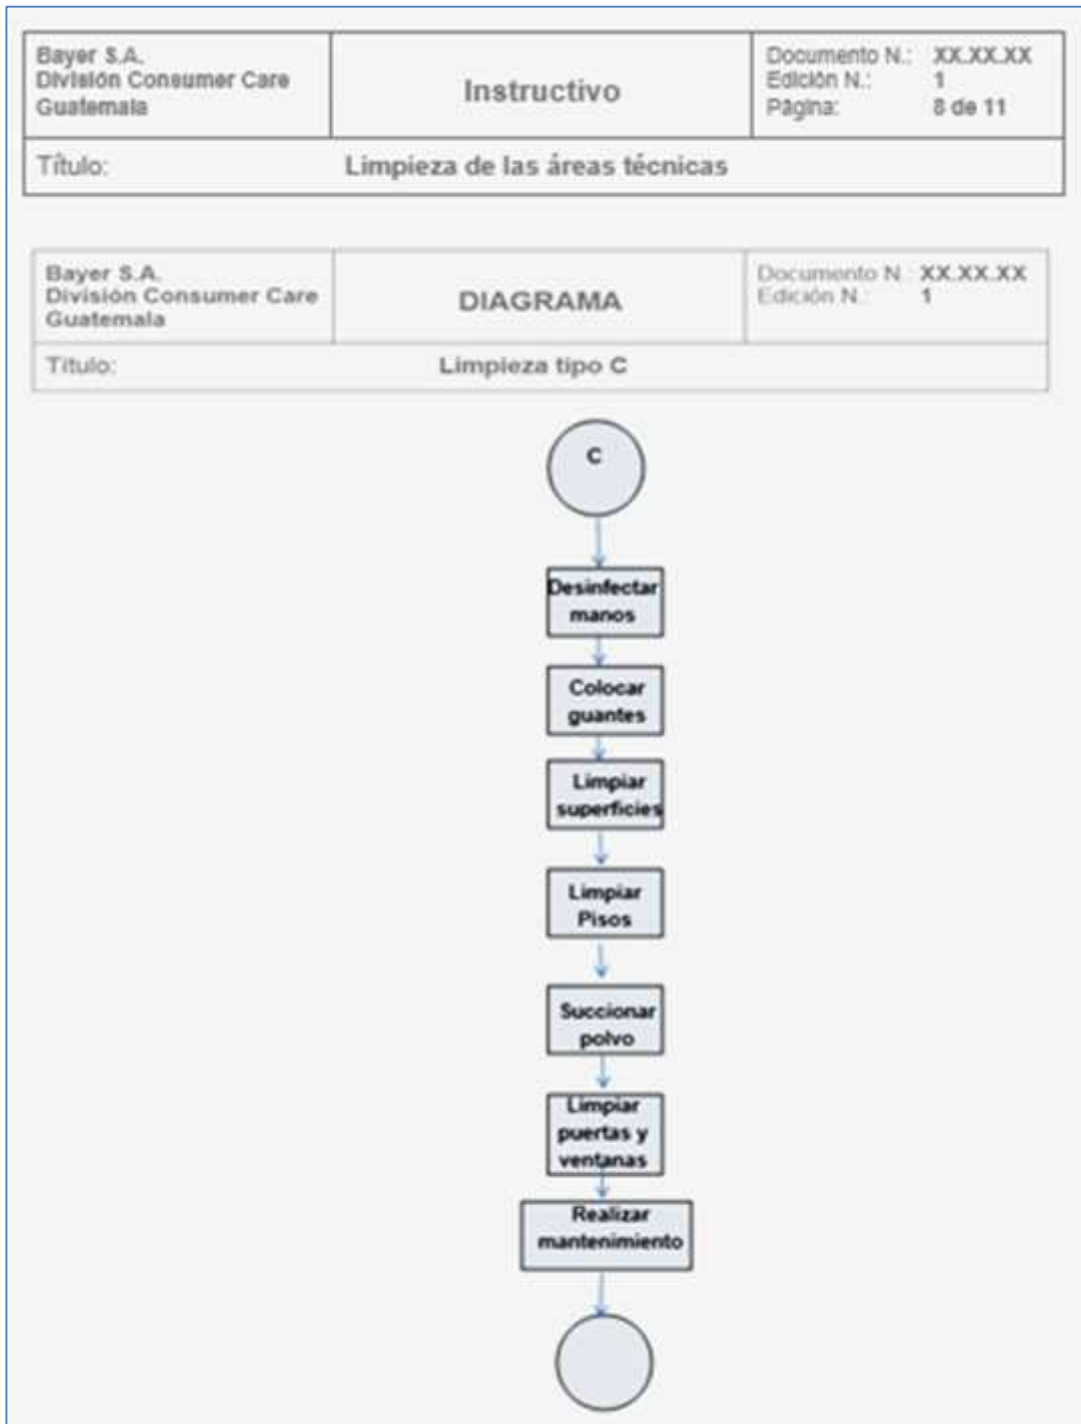 Bayer S.A.
División Consumer Care
Guatemala
Instructivo
Documento N.: XX.XX.XX
Edición N.: 1
Página: 8 de 11
Título: Limpieza de las áreas técnicas
Bayer S.A.
División Consumer Care
Guatemala
DIAGRAMA
Documento N.: XX.XX.XX
Edición N.: 1
Título: Limpieza tipo C
C
Desinfectar
manos
Colocar
guantes
Limpiar
superficies
Limpiar
Pisos
Succionar
polvo
Limpiar
puertas y
ventanas
Realizar
mantenimiento